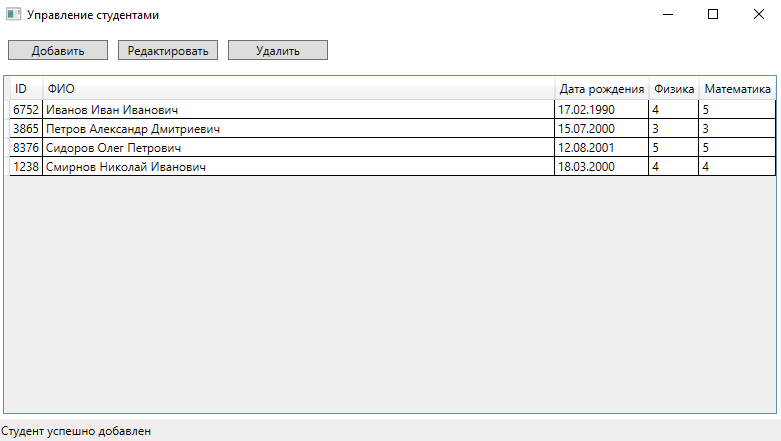 Управление студентами
Добавить Редактировать Удалить
ID ФИО Дата рождения Физика Математика
6752 Иванов Иван Иванович 17.02.1990 4 5
3865 Петров Александр Дмитриевич 15.07.2000 3 3
8376 Сидоров Олег Петрович 12.08.2001 5 5
1238 Смирнов Николай Иванович 18.03.2000 4 4
Студент успешно добавлен